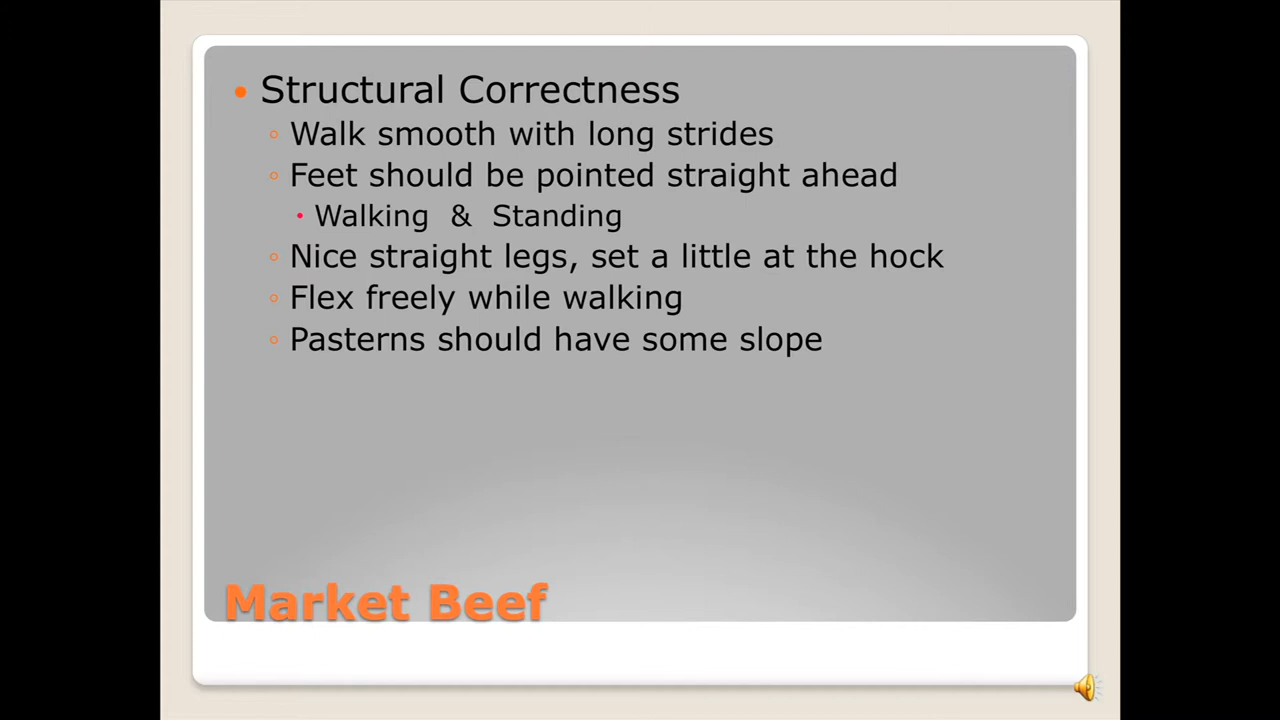 Structural Correctness
Walk smooth with long strides
Feet should be pointed straight ahead
Walking & Standing
Nice straight legs, set a little at the hock
Flex freely while walking
Pasterns should have some slope
Market Beef